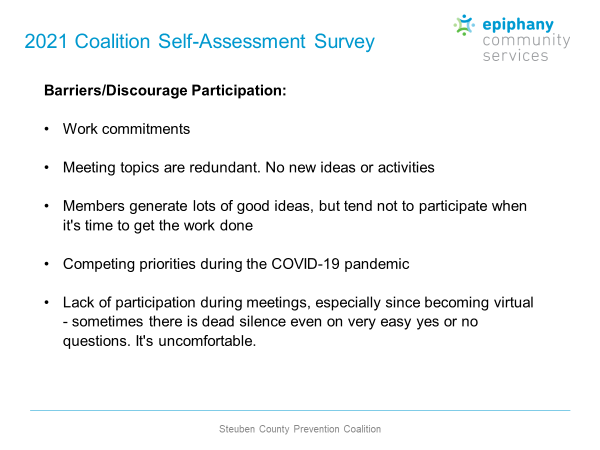 2021 Coalition Self-Assessment Survey
epiphany
community
services
Barriers/Discourage Participation:
• Work commitments
• Meeting topics are redundant. No new ideas or activities
• Members generate lots of good ideas, but tend not to participate when
it's time to get the work done
• Competing priorities during the COVID-19 pandemic
• Lack of participation during meetings, especially since becoming virtual
- sometimes there is dead silence even on very easy yes or no
questions. It's uncomfortable.
Steuben County Prevention Coalition